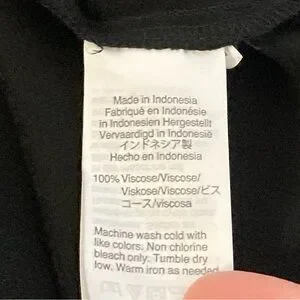 Made in Indonesia
Fabriqué en Indonésie
in Indonesien Hergestellt
Vervaardigd in Indonesië
インドネシア製
Hecho en Indonesia
100% Viscose/Viscose/
Viskose/Viscose/ビス
コース/viscosa
Machine wash cold with
like colors. Non chlorine
bleach only. Tumble dry
low. Warm iron as needed